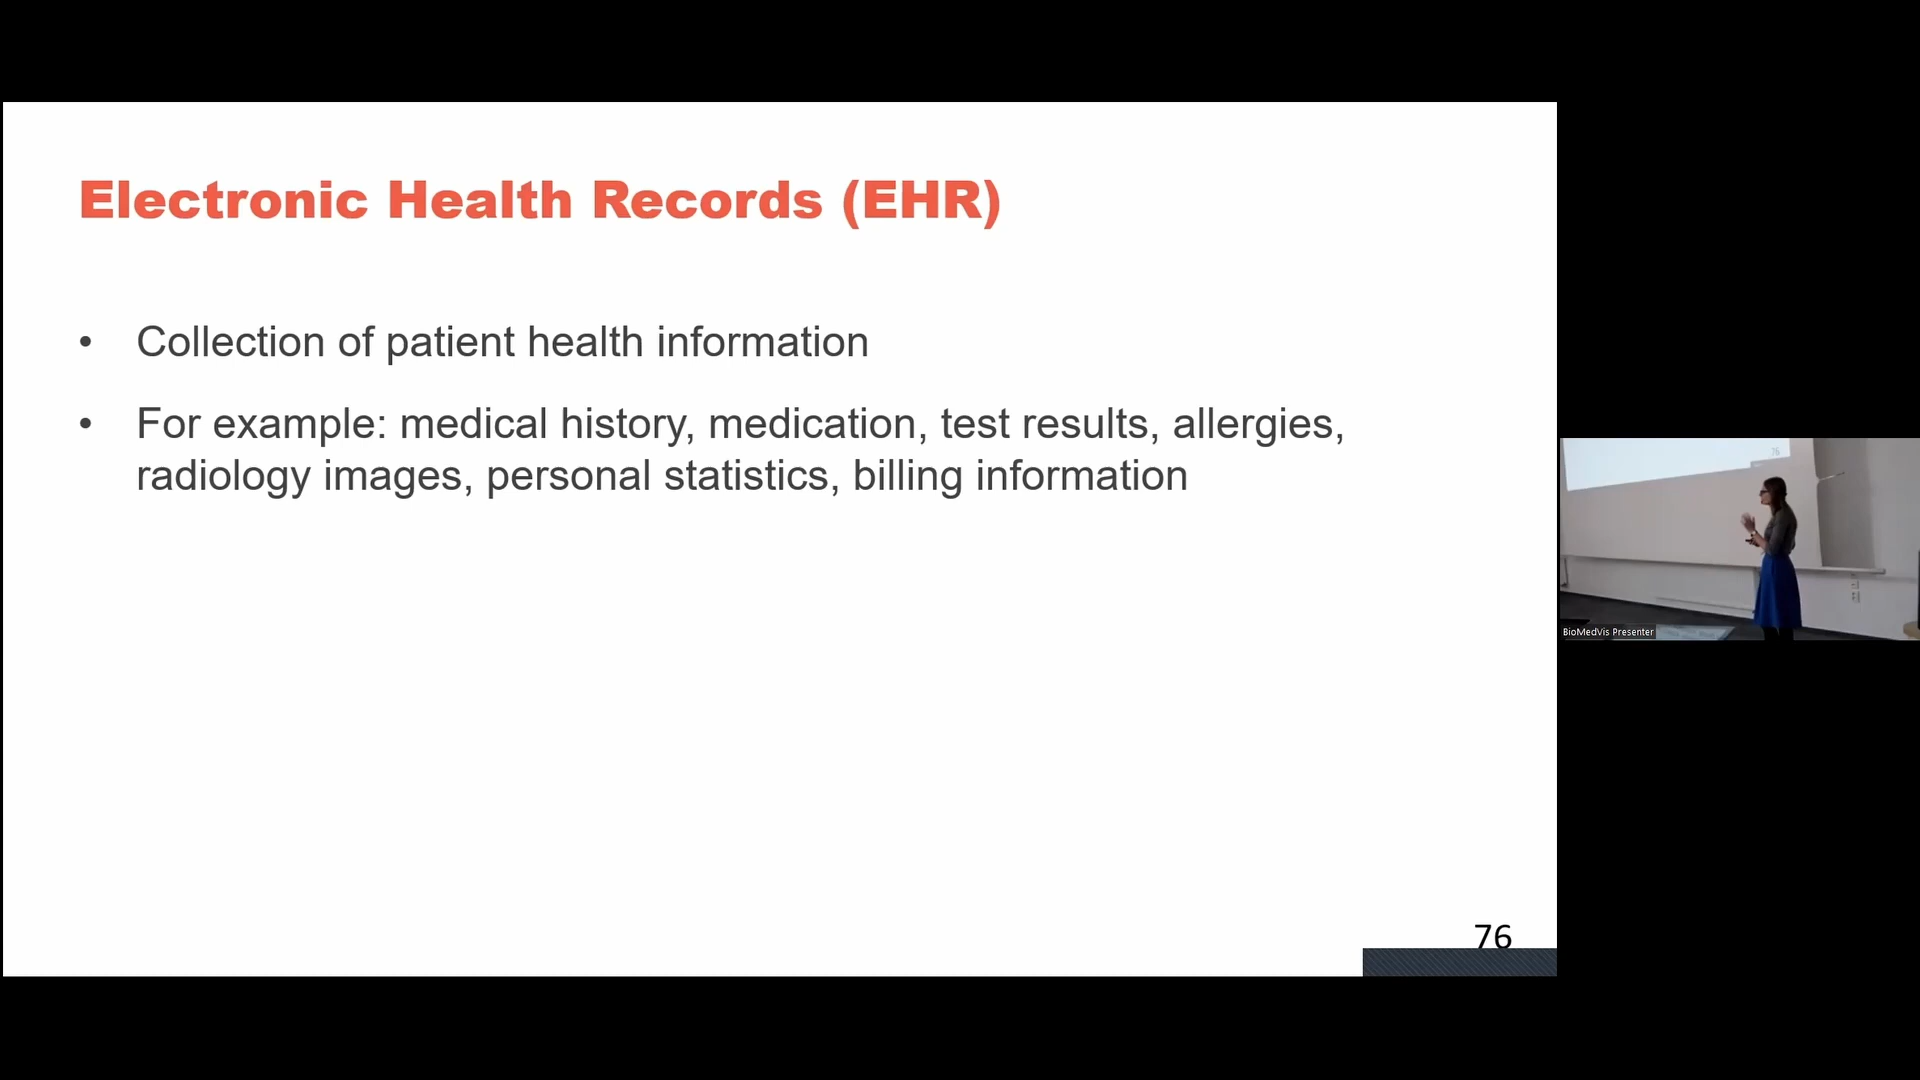 Electronic Health Records (EHR)
• Collection of patient health information
• For example: medical history, medication, test results, allergies,
radiology images, personal statistics, billing information
76
76
BioMedVis Presenter